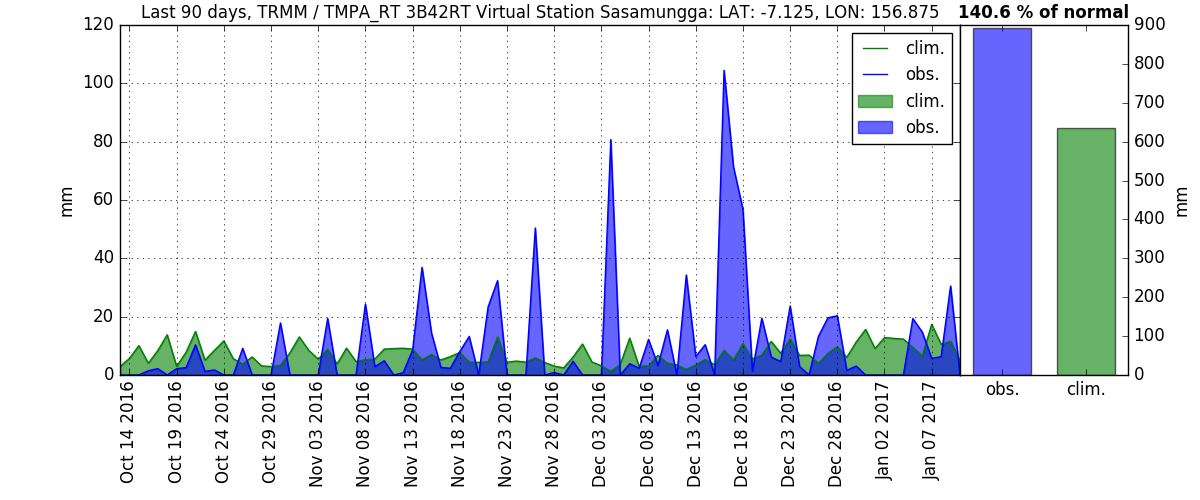 Last 90 days, TRMM / TMPA_RT 3B42RT Virtual Station Sasamungga: LAT: -7.125, LON: 156.875
140.6 % of normal
120
100
80
60
40
20
0
mm
clim.
obs.
clim.
obs.
900
800
700
600
500
400
300
200
100
0
mm
obs.
clim.
Oct 14 2016
Oct 19 2016
Oct 24 2016
Oct 29 2016
Nov 03 2016
Nov 08 2016
Nov 13 2016
Nov 18 2016
Nov 23 2016
Nov 28 2016
Dec 03 2016
Dec 08 2016
Dec 13 2016
Dec 18 2016
Dec 23 2016
Dec 28 2016
Jan 02 2017
Jan 07 2017